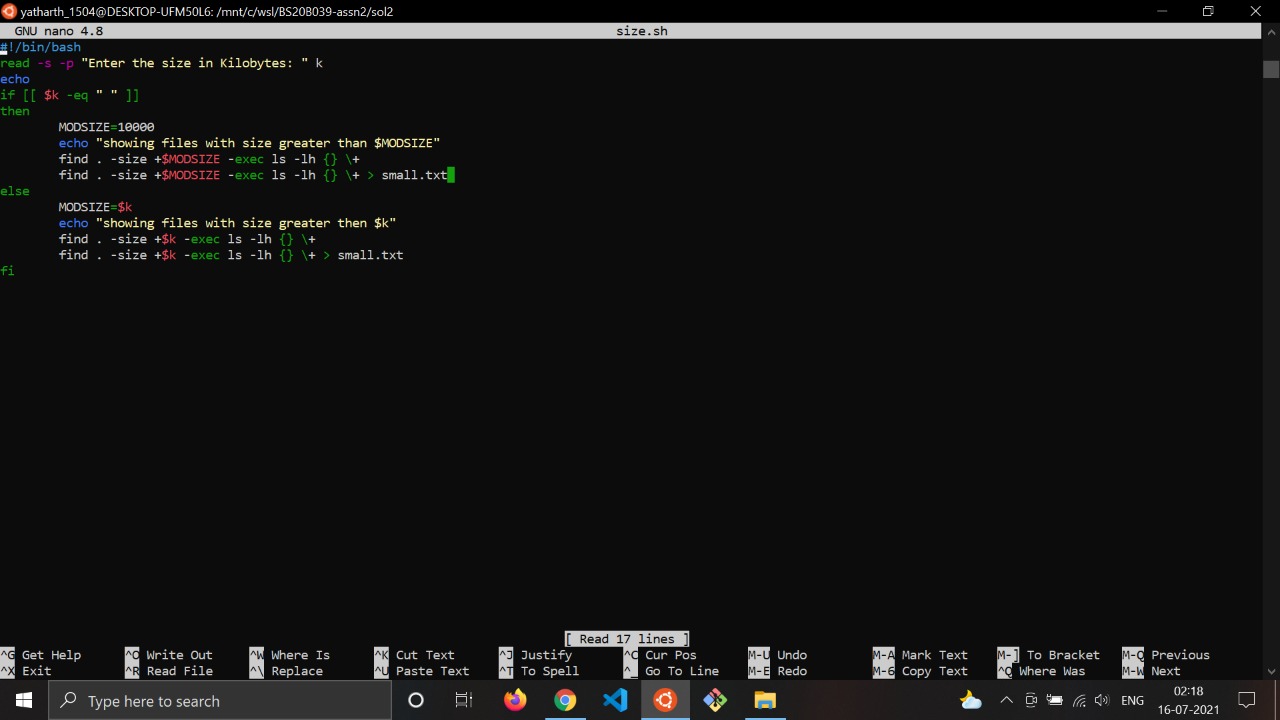 yatharth_1504@DESKTOP-UFM50L6: /mnt/c/wsl/BS20B039-assn2/sol2
GNU nano 4.8 size.sh
#!/bin/bash
read -s -p "Enter the size in Kilobytes: " k
echo
if [[ $k -eq " " ]]
then
MODSIZE=10000
echo "showing files with size greater than $MODSIZE"
find . -size +$MODSIZE -exec ls -lh {} \+
find . -size +$MODSIZE -exec ls -lh {} \+ > small.txt
else
MODSIZE=$k
echo "showing files with size greater then $k"
find . -size +$k -exec ls -lh {} \+
find . -size +$k -exec ls -lh {} \+ > small.txt
fi
[ Read 17 lines ]
^G Get Help ^O Write Out ^W Where Is ^K Cut Text ^J Justify ^C Cur Pos M-U Undo M-A Mark Text M-] To Bracket M-Q Previous
^X Exit ^R Read File ^\ Replace ^U Paste Text ^T To Spell ^_ Go To Line M-E Redo M-6 Copy Text ^Q Where Was M-W Next
Type here to search
ENG
02:18
16-07-2021